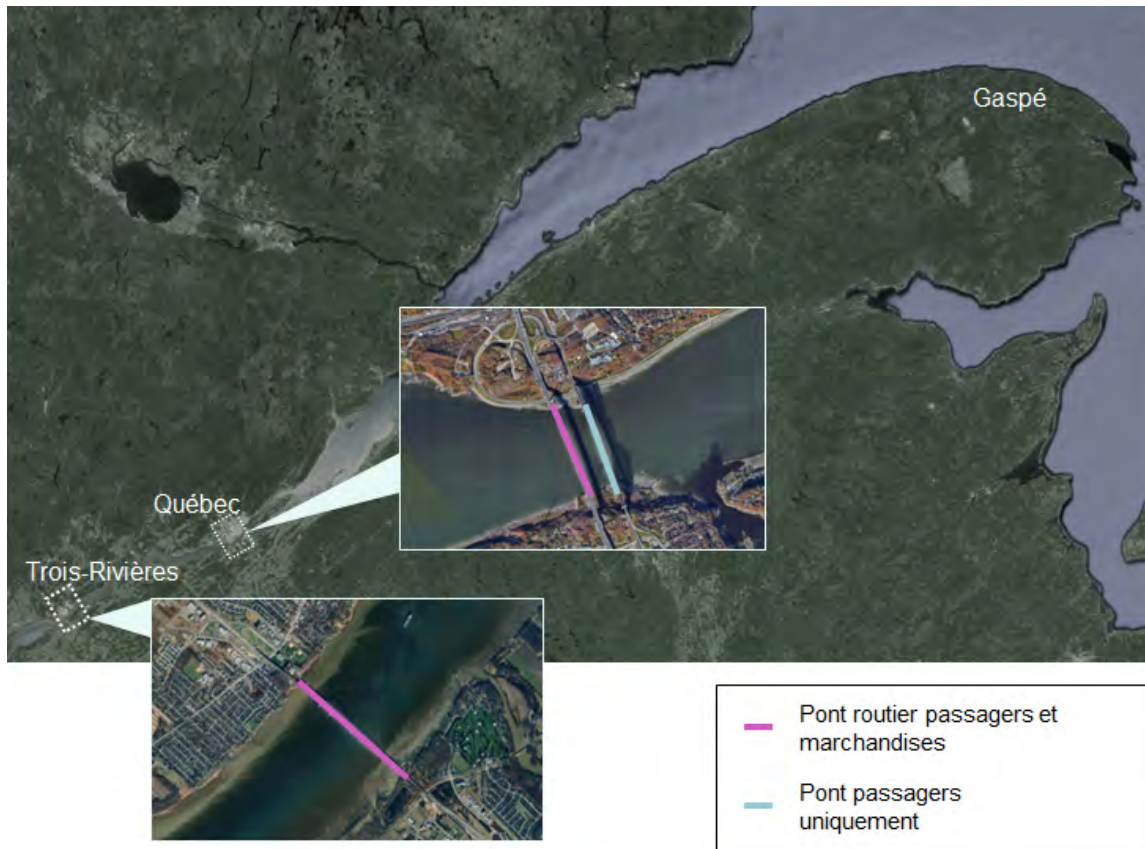 Gaspé
Québec
Trois-Rivières
Pont routier passagers et
marchandises
Pont passagers
uniquement